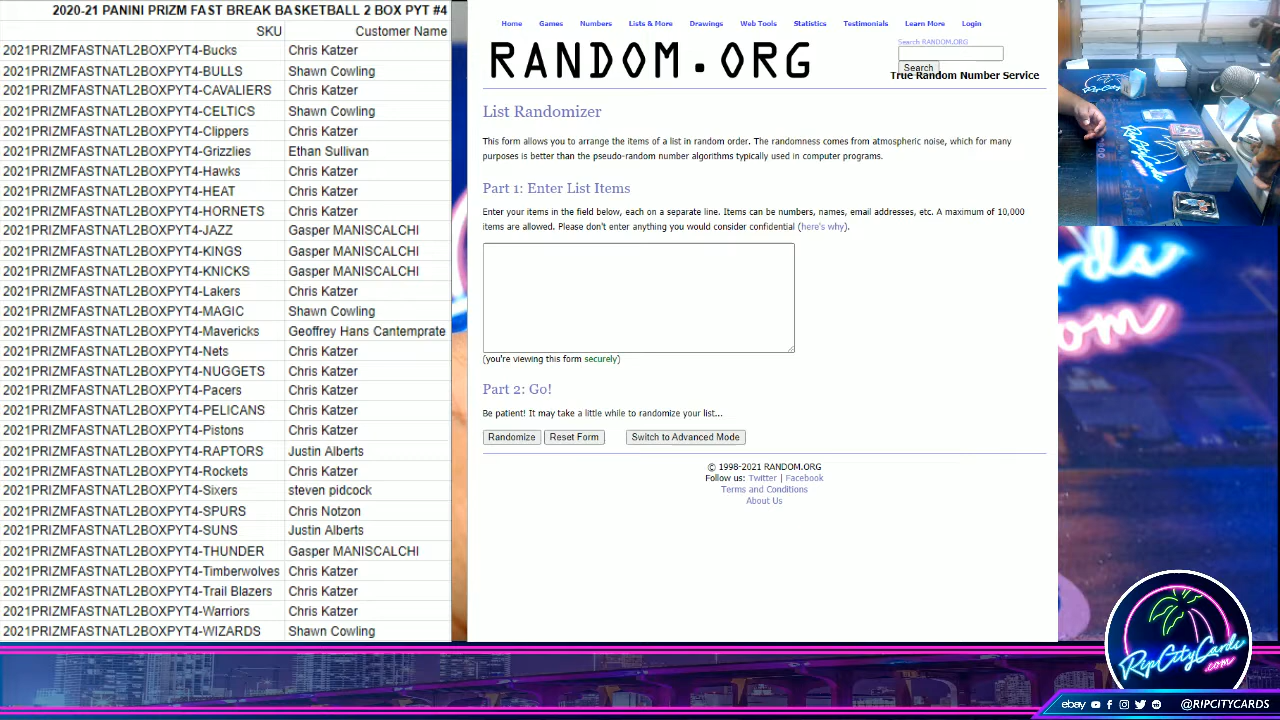 2020-21 PANINI PRIZM FAST BREAK BASKETBALL 2 BOX PYT #4
SKU Customer Name
2021PRIZMFASTNATL2BOXPYT4-Bucks Chris Katzer
2021PRIZMFASTNATL2BOXPYT4-BULLS Shawn Cowling
2021PRIZMFASTNATL2BOXPYT4-CAVALIERS Chris Katzer
2021PRIZMFASTNATL2BOXPYT4-CELTICS Shawn Cowling
2021PRIZMFASTNATL2BOXPYT4-Clippers Chris Katzer
2021PRIZMFASTNATL2BOXPYT4-Grizzlies Ethan Sullivan
2021PRIZMFASTNATL2BOXPYT4-Hawks Chris Katzer
2021PRIZMFASTNATL2BOXPYT4-HEAT Chris Katzer
2021PRIZMFASTNATL2BOXPYT4-HORNETS Chris Katzer
2021PRIZMFASTNATL2BOXPYT4-JAZZ Gasper MANISCALCHI
2021PRIZMFASTNATL2BOXPYT4-KINGS Gasper MANISCALCHI
2021PRIZMFASTNATL2BOXPYT4-KNICKS Gasper MANISCALCHI
2021PRIZMFASTNATL2BOXPYT4-Lakers Chris Katzer
2021PRIZMFASTNATL2BOXPYT4-MAGIC Shawn Cowling
2021PRIZMFASTNATL2BOXPYT4-Mavericks Geoffrey Hans Cantemprate
2021PRIZMFASTNATL2BOXPYT4-Nets Chris Katzer
2021PRIZMFASTNATL2BOXPYT4-NUGGETS Chris Katzer
2021PRIZMFASTNATL2BOXPYT4-Pacers Chris Katzer
2021PRIZMFASTNATL2BOXPYT4-PELICANS Chris Katzer
2021PRIZMFASTNATL2BOXPYT4-Pistons Chris Katzer
2021PRIZMFASTNATL2BOXPYT4-RAPTORS Justin Alberts
2021PRIZMFASTNATL2BOXPYT4-Rockets Chris Katzer
2021PRIZMFASTNATL2BOXPYT4-Sixers steven pidcock
2021PRIZMFASTNATL2BOXPYT4-SPURS Chris Notzon
2021PRIZMFASTNATL2BOXPYT4-SUNS Justin Alberts
2021PRIZMFASTNATL2BOXPYT4-THUNDER Gasper MANISCALCHI
2021PRIZMFASTNATL2BOXPYT4-Timberwolves Chris Katzer
2021PRIZMFASTNATL2BOXPYT4-Trail Blazers Chris Katzer
2021PRIZMFASTNATL2BOXPYT4-Warriors Chris Katzer
2021PRIZMFASTNATL2BOXPYT4-WIZARDS Shawn Cowling
Home Games Numbers Lists & More Drawings Web Tools Statistics Testimonials Learn More Login
RANDOM.ORG
Search RANDOM.ORG
Search
True Random Number Service
List Randomizer
This form allows you to arrange the items of a list in random order. The randomness comes from atmospheric noise, which for many
purposes is better than the pseudo-random number algorithms typically used in computer programs.
Part 1: Enter List Items
Enter your items in the field below, each on a separate line. Items can be numbers, names, email addresses, etc. A maximum of 10,000
items are allowed. Please don't enter anything you would consider confidential (here's why).
(you're viewing this form securely)
Part 2: Go!
Be patient! It may take a little while to randomize your list...
Randomize Reset Form Switch to Advanced Mode
© 1998-2021 RANDOM.ORG
Follow us: Twitter | Facebook
Terms and Conditions
About Us
RipCityCards
.com
ebay @RIPCITYCARDS